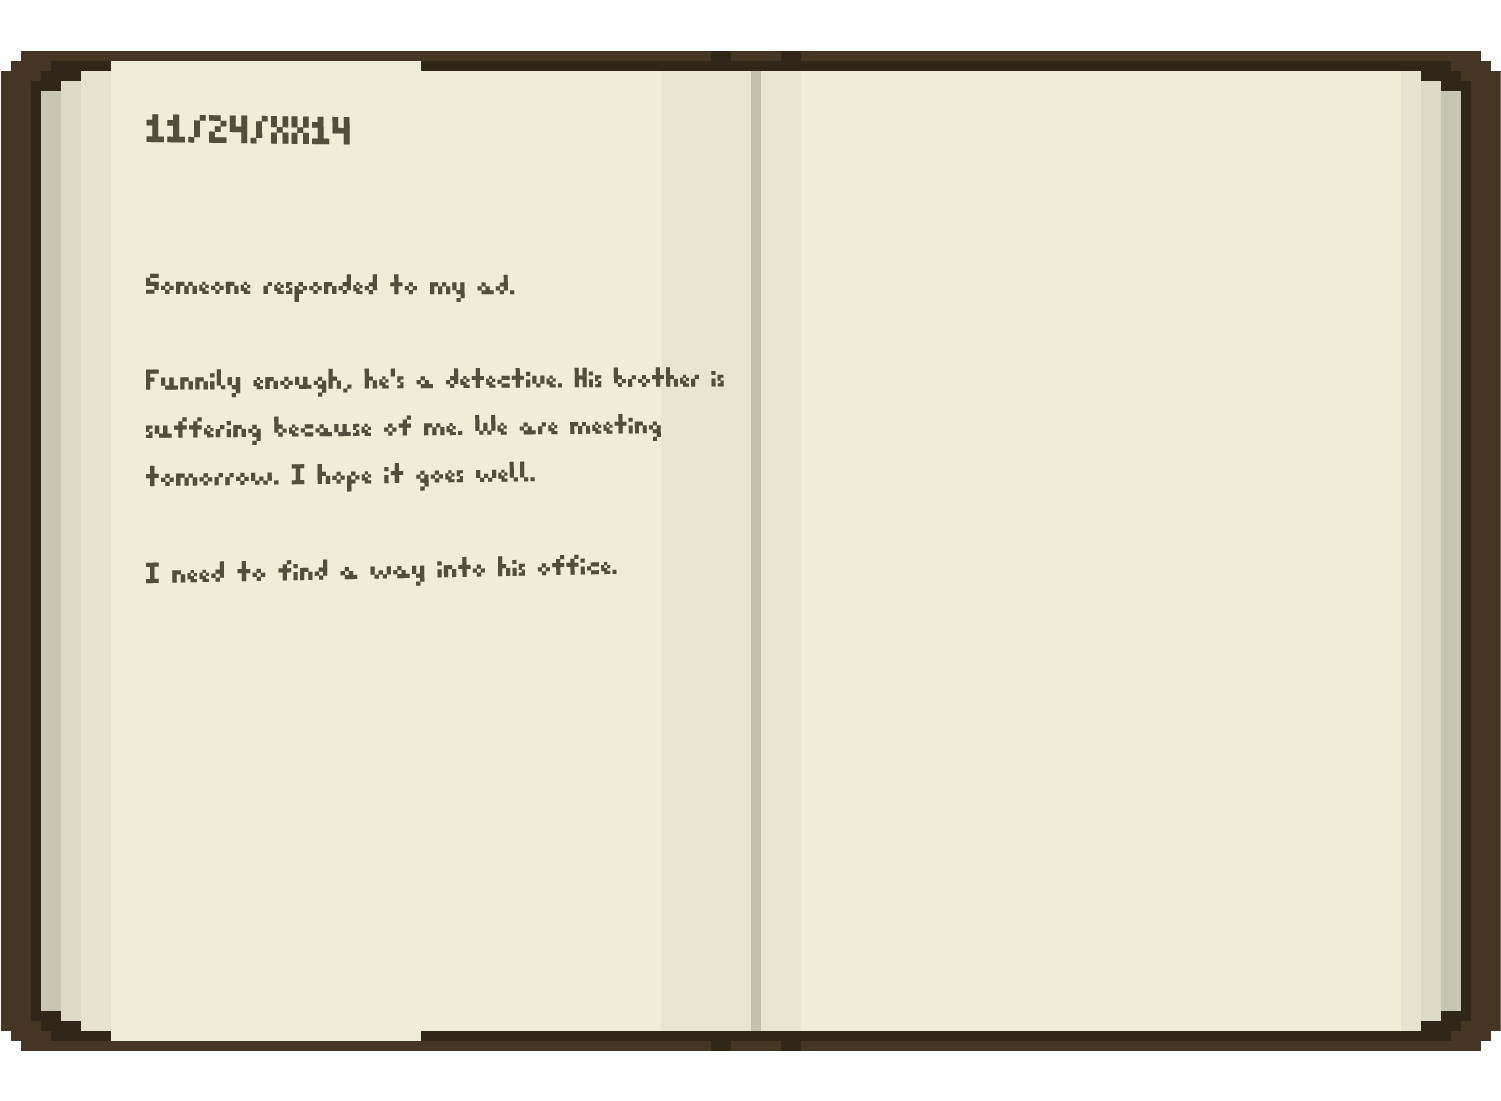 11/24/XX14
Someone responded to my ad.
Funnily enough, he's a detective. His brother is
suffering because of me. We are meeting
tomorrow. I hope it goes well.
I need to find a way into his office.